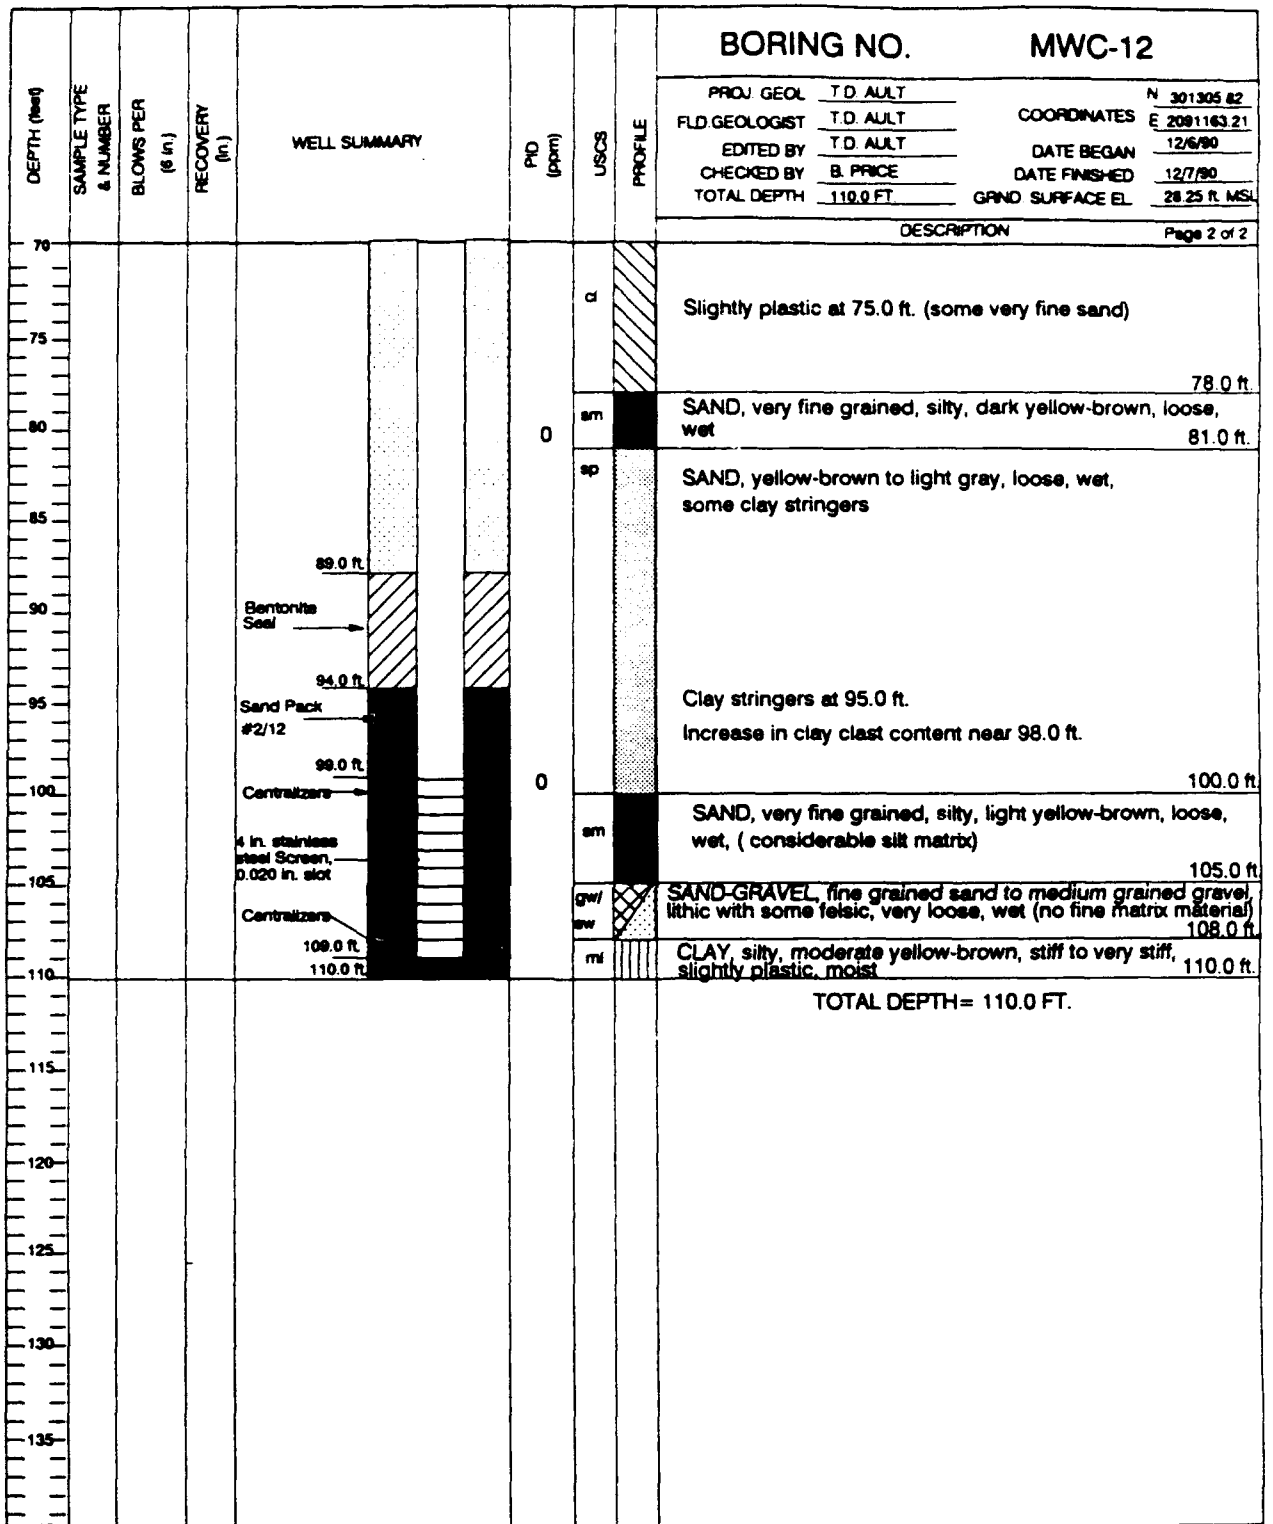 BORING NO. MWC-12
DEPTH (feet)
SAMPLE TYPE
& NUMBER
BLOWS PER
(6 in.)
RECOVERY
(in.)
WELL SUMMARY
PID
(ppm)
USCS
PROFILE
PROJ. GEOL T.D. AULT
FLD.GEOLOGIST T.D. AULT
EDITED BY T.D. AULT
CHECKED BY B. PRICE
TOTAL DEPTH 110.0 FT.
COORDINATES N 301305.82
E 2091163.21
DATE BEGAN 12/6/90
DATE FINISHED 12/7/90
GRND. SURFACE EL. 28.25 ft. MSL
DESCRIPTION Page 2 of 2
70
cl
Slightly plastic at 75.0 ft. (some very fine sand)
75
78.0 ft.
sm
SAND, very fine grained, silty, dark yellow-brown, loose,
wet
81.0 ft.
80
0
sp
SAND, yellow-brown to light gray, loose, wet,
some clay stringers
85
89.0 ft.
90
Bentonite
Seal
94.0 ft.
95
Sand Pack
#2/12
Clay stringers at 95.0 ft.
Increase in clay clast content near 98.0 ft.
99.0 ft.
0
100.0 ft.
100
Centralizers
sm
SAND, very fine grained, silty, light yellow-brown, loose,
wet, ( considerable silt matrix)
4 in. stainless
steel Screen,
0.020 in. slot
105.0 ft.
105
gw/
sw
SAND-GRAVEL, fine grained sand to medium grained gravel,
lithic with some felsic, very loose, wet (no fine matrix material)
108.0 ft.
Centralizers
109.0 ft.
ml
CLAY, silty, moderate yellow-brown, stiff to very stiff,
slightly plastic, moist
110.0 ft.
110
110.0 ft.
TOTAL DEPTH= 110.0 FT.
115
120
125
130
135